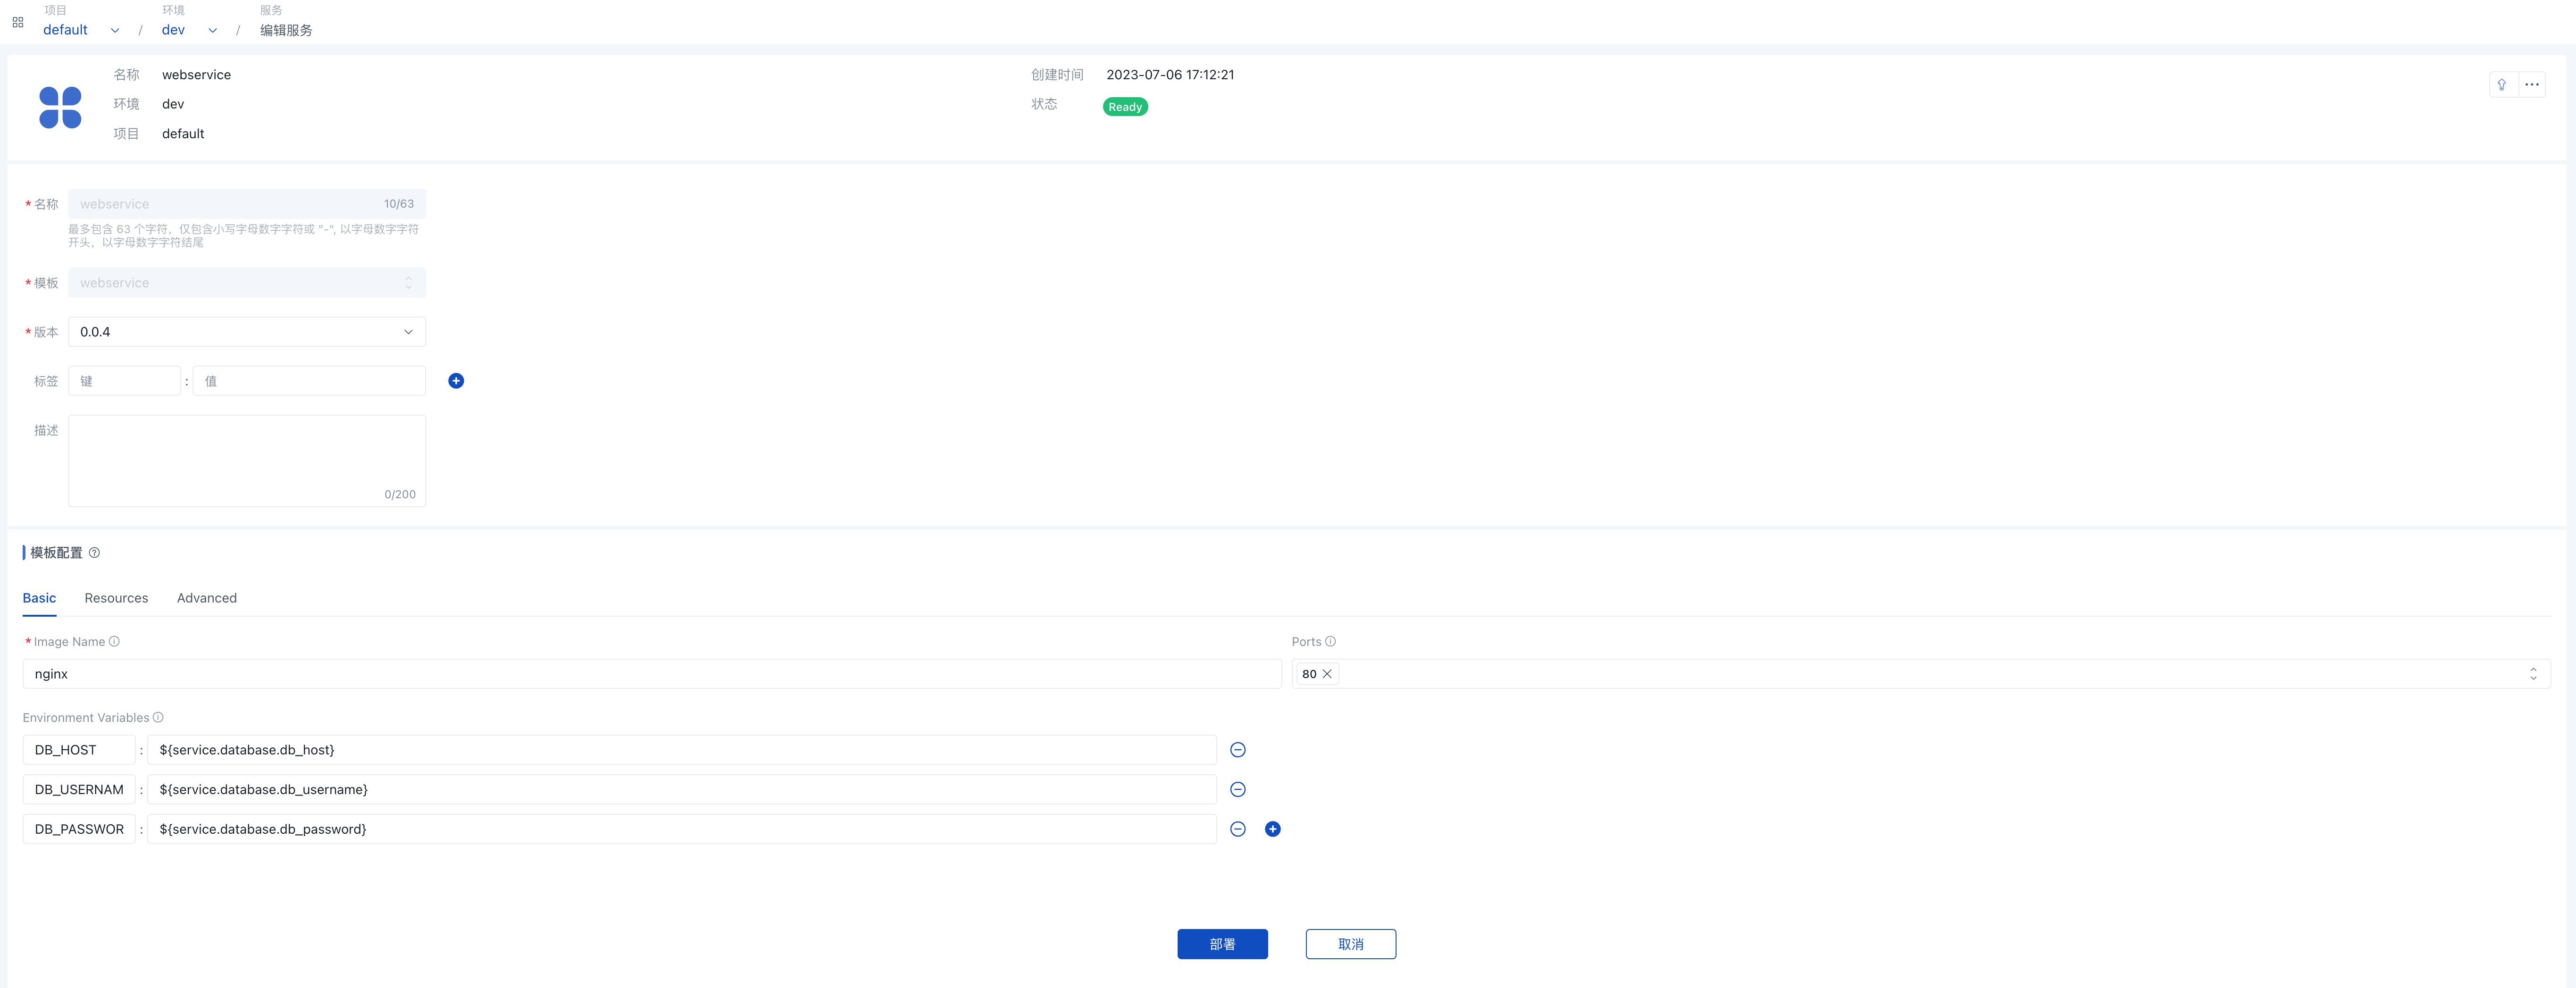 项目 环境 服务
default / dev / 编辑服务
名称 webservice 创建时间 2023-07-06 17:12:21
环境 dev 状态 Ready
项目 default
* 名称 webservice 10/63
最多包含 63 个字符，仅包含小写字母数字字符或 "-", 以字母数字字符
开头，以字母数字字符结尾
* 模板 webservice
* 版本 0.0.4
标签 键 : 值
描述
0/200
模板配置
Basic Resources Advanced
* Image Name Ports
nginx 80
Environment Variables
DB_HOST : ${service.database.db_host}
DB_USERNAM : ${service.database.db_username}
DB_PASSWOR : ${service.database.db_password}
部署 取消